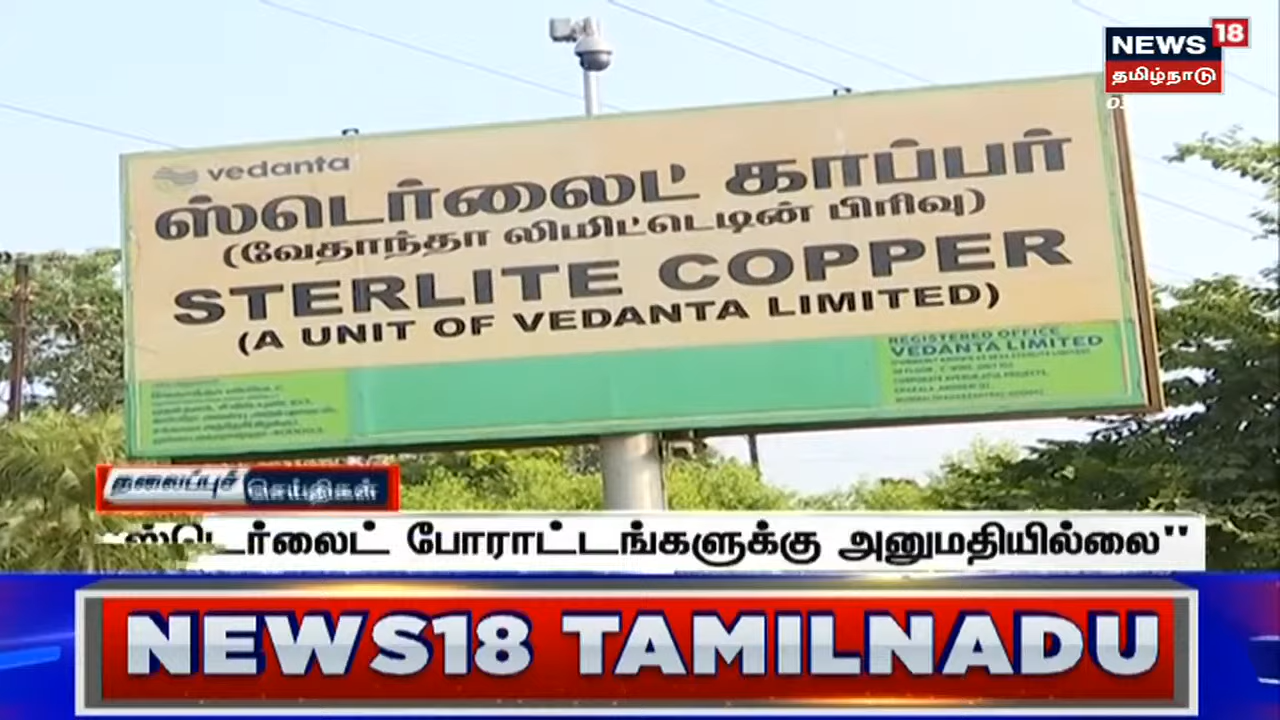 NEWS 18
தமிழ்நாடு
vedanta
ஸ்டெர்லைட் காப்பர்
(வேதாந்தா லிமிட்டெடின் பிரிவு)
STERLITE COPPER
(A UNIT OF VEDANTA LIMITED)
REGISTERED OFFICE
VEDANTA LIMITED
தலைப்புச் செய்திகள்
ஸ்டெர்லைட் போராட்டங்களுக்கு அனுமதியில்லை"
NEWS18 TAMILNADU